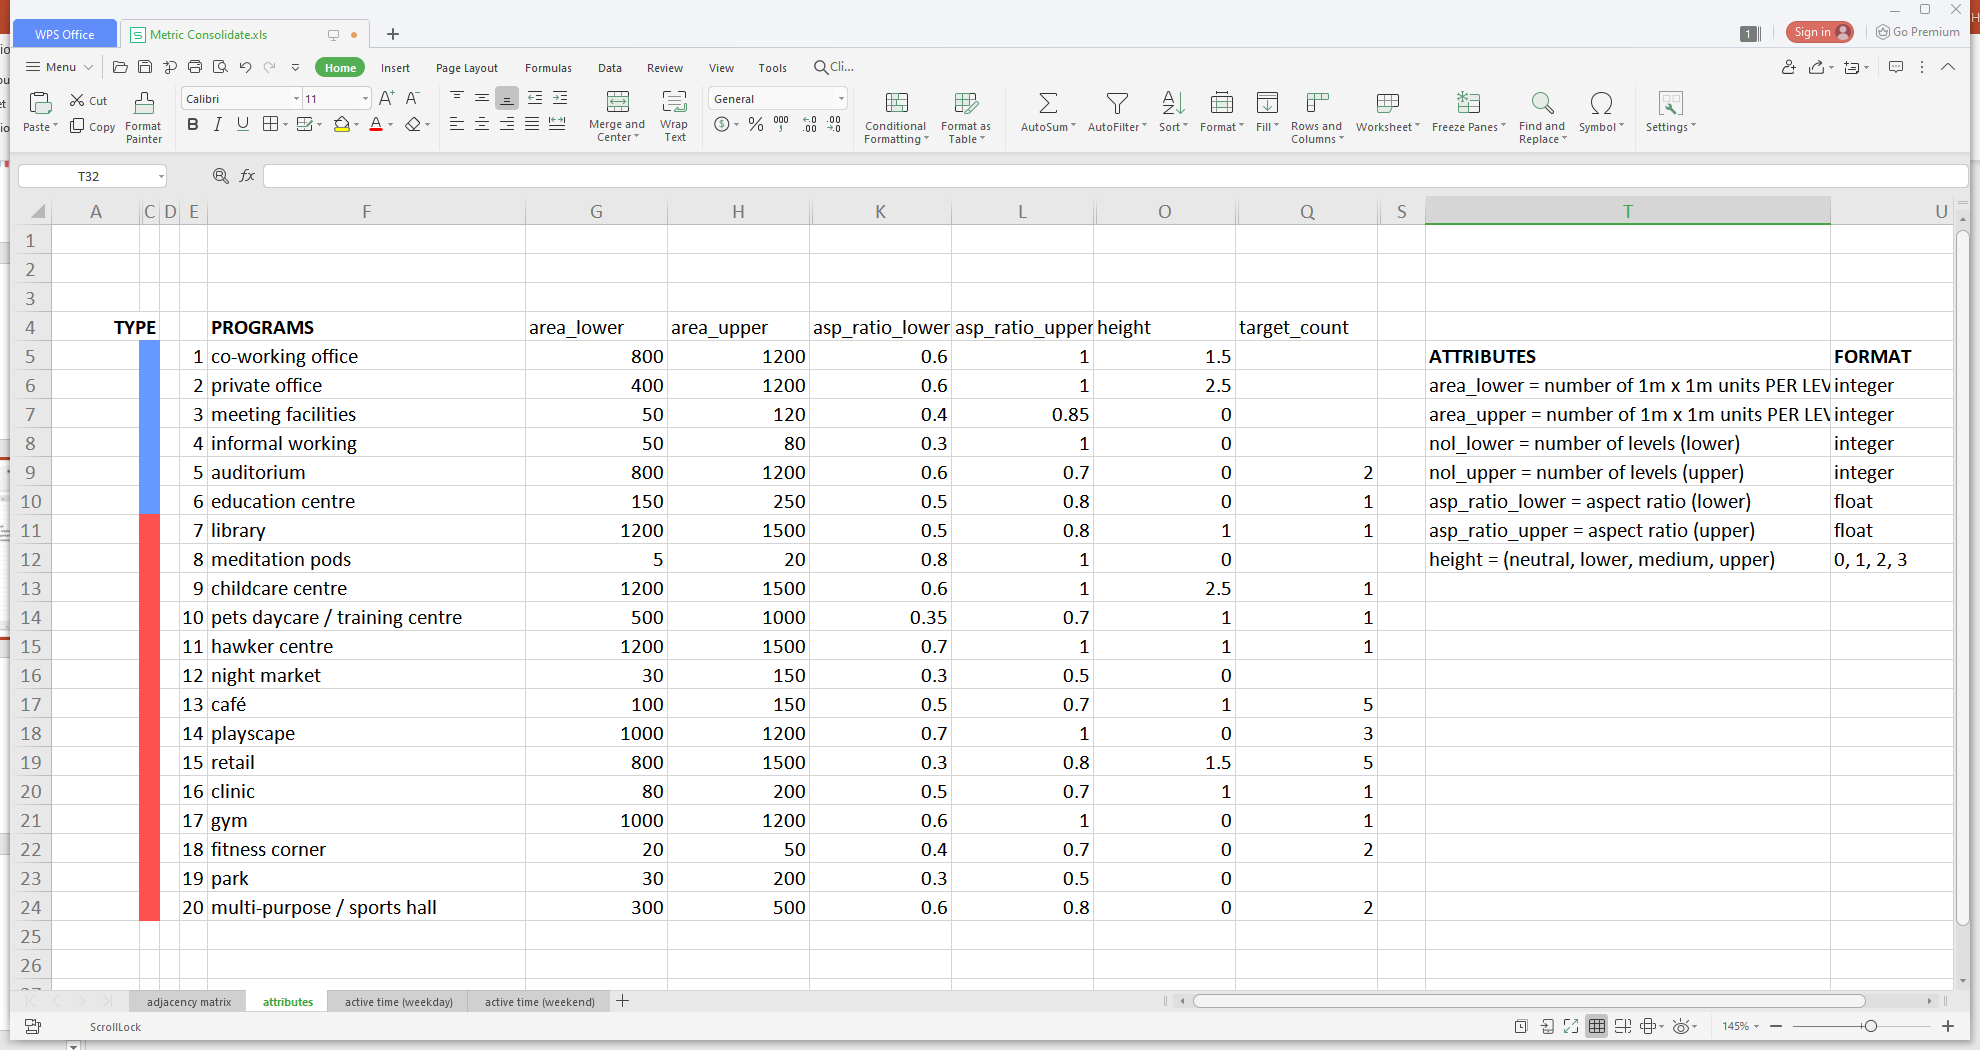 WPS Office
Metric Consolidate.xls
1
Sign in
Go Premium
Menu
Home
Insert
Page Layout
Formulas
Data
Review
View
Tools
Cli...
Paste
Cut
Copy
Format Painter
Calibri
11
Merge and Center
Wrap Text
General
Conditional Formatting
Format as Table
AutoSum
AutoFilter
Sort
Format
Fill
Rows and Columns
Worksheet
Freeze Panes
Find and Replace
Symbol
Settings
T32
fx
A C D E F G H K L O Q S T U
1
2
3
4 TYPE PROGRAMS area_lower area_upper asp_ratio_lower asp_ratio_upper height target_count
5 1 co-working office 800 1200 0.6 1 1.5 ATTRIBUTES FORMAT
6 2 private office 400 1200 0.6 1 2.5 area_lower = number of 1m x 1m units PER LEV integer
7 3 meeting facilities 50 120 0.4 0.85 0 area_upper = number of 1m x 1m units PER LEV integer
8 4 informal working 50 80 0.3 1 0 nol_lower = number of levels (lower) integer
9 5 auditorium 800 1200 0.6 0.7 0 2 nol_upper = number of levels (upper) integer
10 6 education centre 150 250 0.5 0.8 0 1 asp_ratio_lower = aspect ratio (lower) float
11 7 library 1200 1500 0.5 0.8 1 1 asp_ratio_upper = aspect ratio (upper) float
12 8 meditation pods 5 20 0.8 1 0 height = (neutral, lower, medium, upper) 0, 1, 2, 3
13 9 childcare centre 1200 1500 0.6 1 2.5 1
14 10 pets daycare / training centre 500 1000 0.35 0.7 1 1
15 11 hawker centre 1200 1500 0.7 1 1 1
16 12 night market 30 150 0.3 0.5 0
17 13 café 100 150 0.5 0.7 1 5
18 14 playscape 1000 1200 0.7 1 0 3
19 15 retail 800 1500 0.3 0.8 1.5 5
20 16 clinic 80 200 0.5 0.7 1 1
21 17 gym 1000 1200 0.6 1 0 1
22 18 fitness corner 20 50 0.4 0.7 0 2
23 19 park 30 200 0.3 0.5 0
24 20 multi-purpose / sports hall 300 500 0.6 0.8 0 2
25
26
adjacency matrix
attributes
active time (weekday)
active time (weekend)
ScrollLock
145%